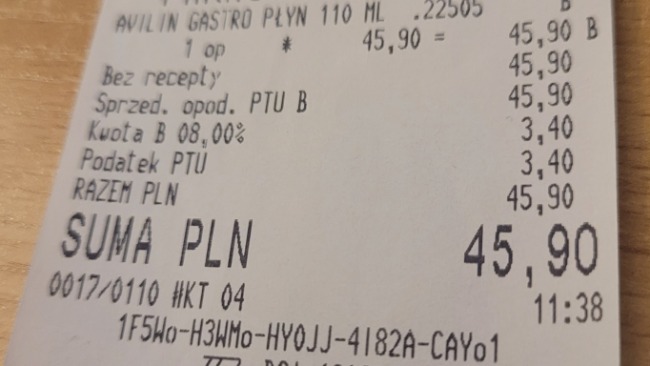 AVILIN GASTRO PŁYN 110 ML .22505 B
1 op * 45,90 = 45,90 B
Bez recepty 45,90
Sprzed. opod. PTU B 45,90
Kwota B 08,00% 3,40
Podatek PTU 3,40
RAZEM PLN 45,90
SUMA PLN 45,90
0017/0110 #KT 04 11:38
1F5Wo-H3WMo-HYOJJ-4I82A-CAYo1